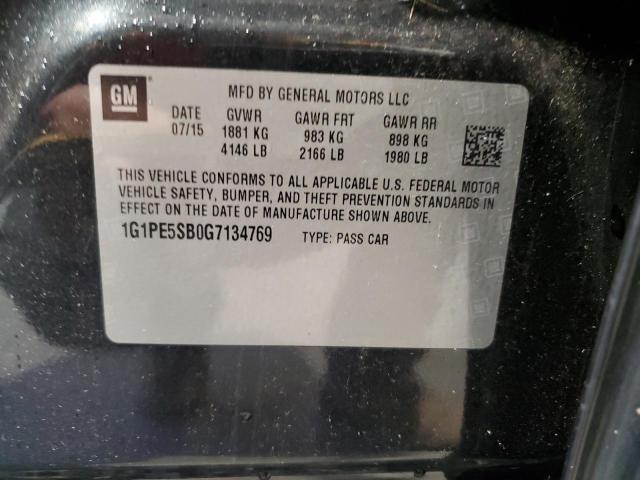 GM
MFD BY GENERAL MOTORS LLC
DATE GVWR GAWR FRT GAWR RR
07/15 1881 KG 983 KG 898 KG
4146 LB 2166 LB 1980 LB
THIS VEHICLE CONFORMS TO ALL APPLICABLE U.S. FEDERAL MOTOR
VEHICLE SAFETY, BUMPER, AND THEFT PREVENTION STANDARDS IN
EFFECT ON THE DATE OF MANUFACTURE SHOWN ABOVE.
1G1PE5SB0G7134769 TYPE: PASS CAR